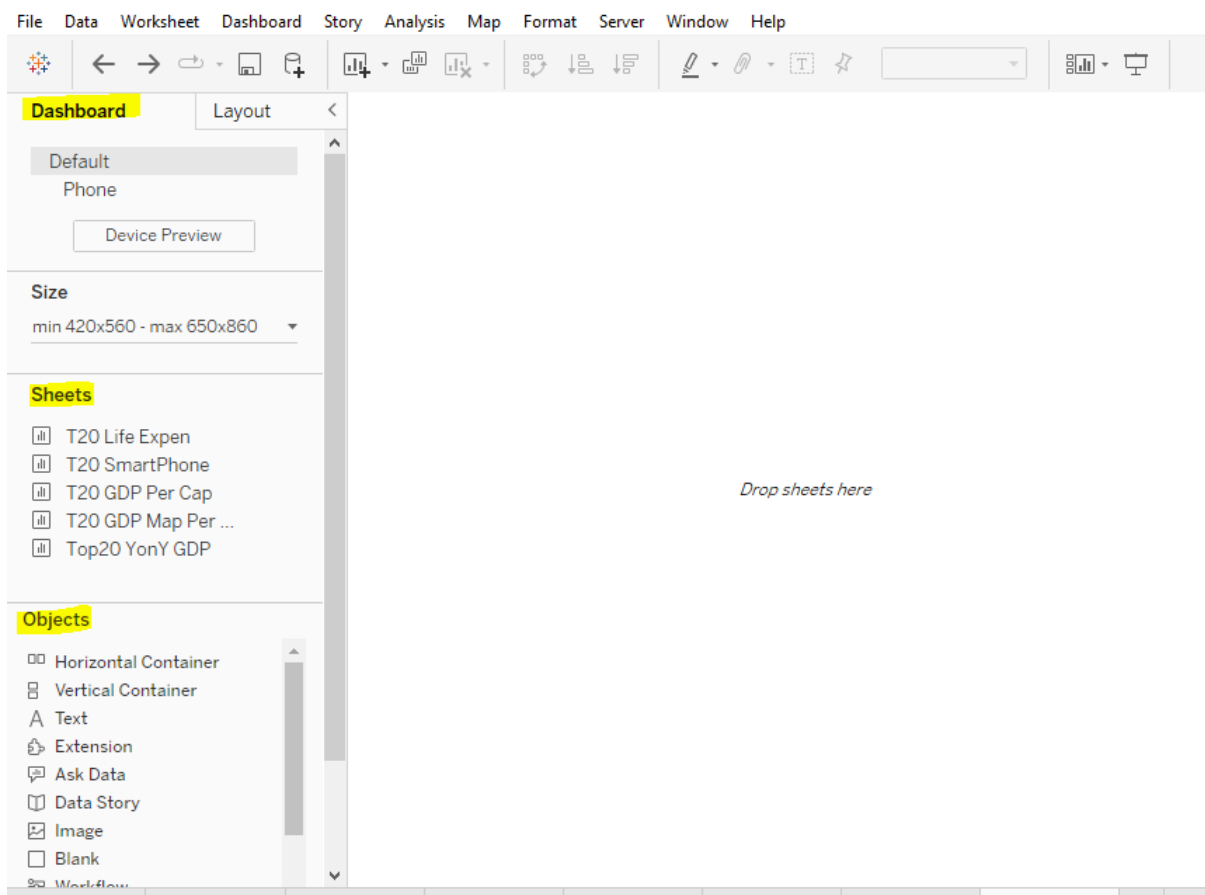 File Data Worksheet Dashboard Story Analysis Map Format Server Window Help
Dashboard Layout
Default
Phone
Device Preview
Size
min 420x560 - max 650x860
Sheets
T20 Life Expen
T20 SmartPhone
T20 GDP Per Cap
T20 GDP Map Per ...
Top20 YonY GDP
Drop sheets here
Objects
Horizontal Container
Vertical Container
A Text
Extension
Ask Data
Data Story
Image
Blank
Workflow